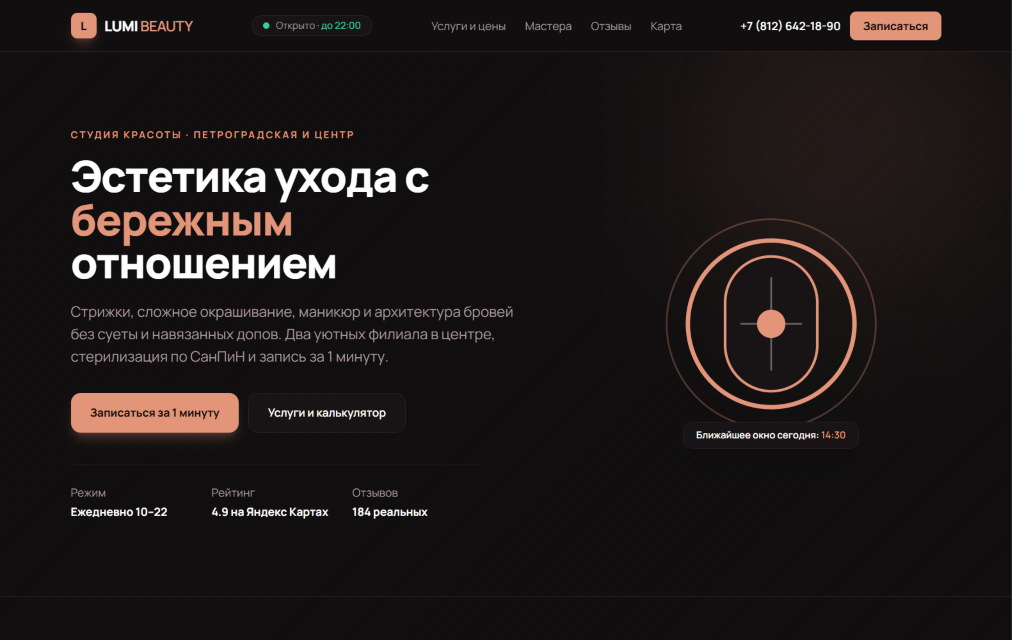 L LUMI BEAUTY Открыто · до 22:00 Услуги и цены Мастера Отзывы Карта +7 (812) 642-18-90 Записаться
СТУДИЯ КРАСОТЫ · ПЕТРОГРАДСКАЯ И ЦЕНТР
Эстетика ухода с
бережным
отношением
Стрижки, сложное окрашивание, маникюр и архитектура бровей
без суеты и навязанных допов. Два уютных филиала в центре,
стерилизация по СанПиН и запись за 1 минуту.
Записаться за 1 минуту Услуги и калькулятор
Ближайшее окно сегодня: 14:30
Режим Рейтинг Отзывов
Ежедневно 10–22 4.9 на Яндекс Картах 184 реальных